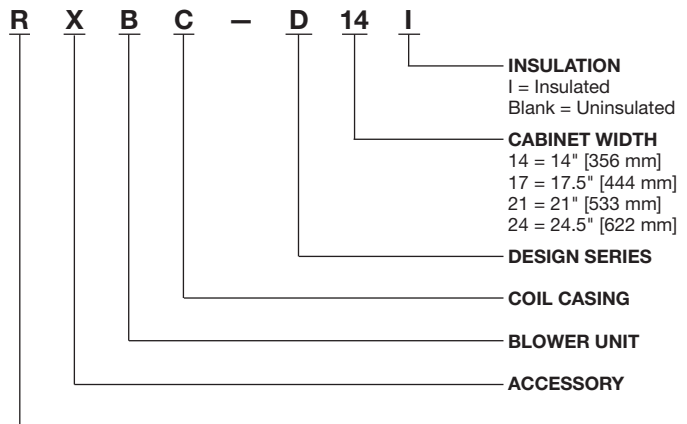 R X B C — D 14 I
INSULATION
I = Insulated
Blank = Uninsulated
CABINET WIDTH
14 = 14" [356 mm]
17 = 17.5" [444 mm]
21 = 21" [533 mm]
24 = 24.5" [622 mm]
DESIGN SERIES
COIL CASING
BLOWER UNIT
ACCESSORY